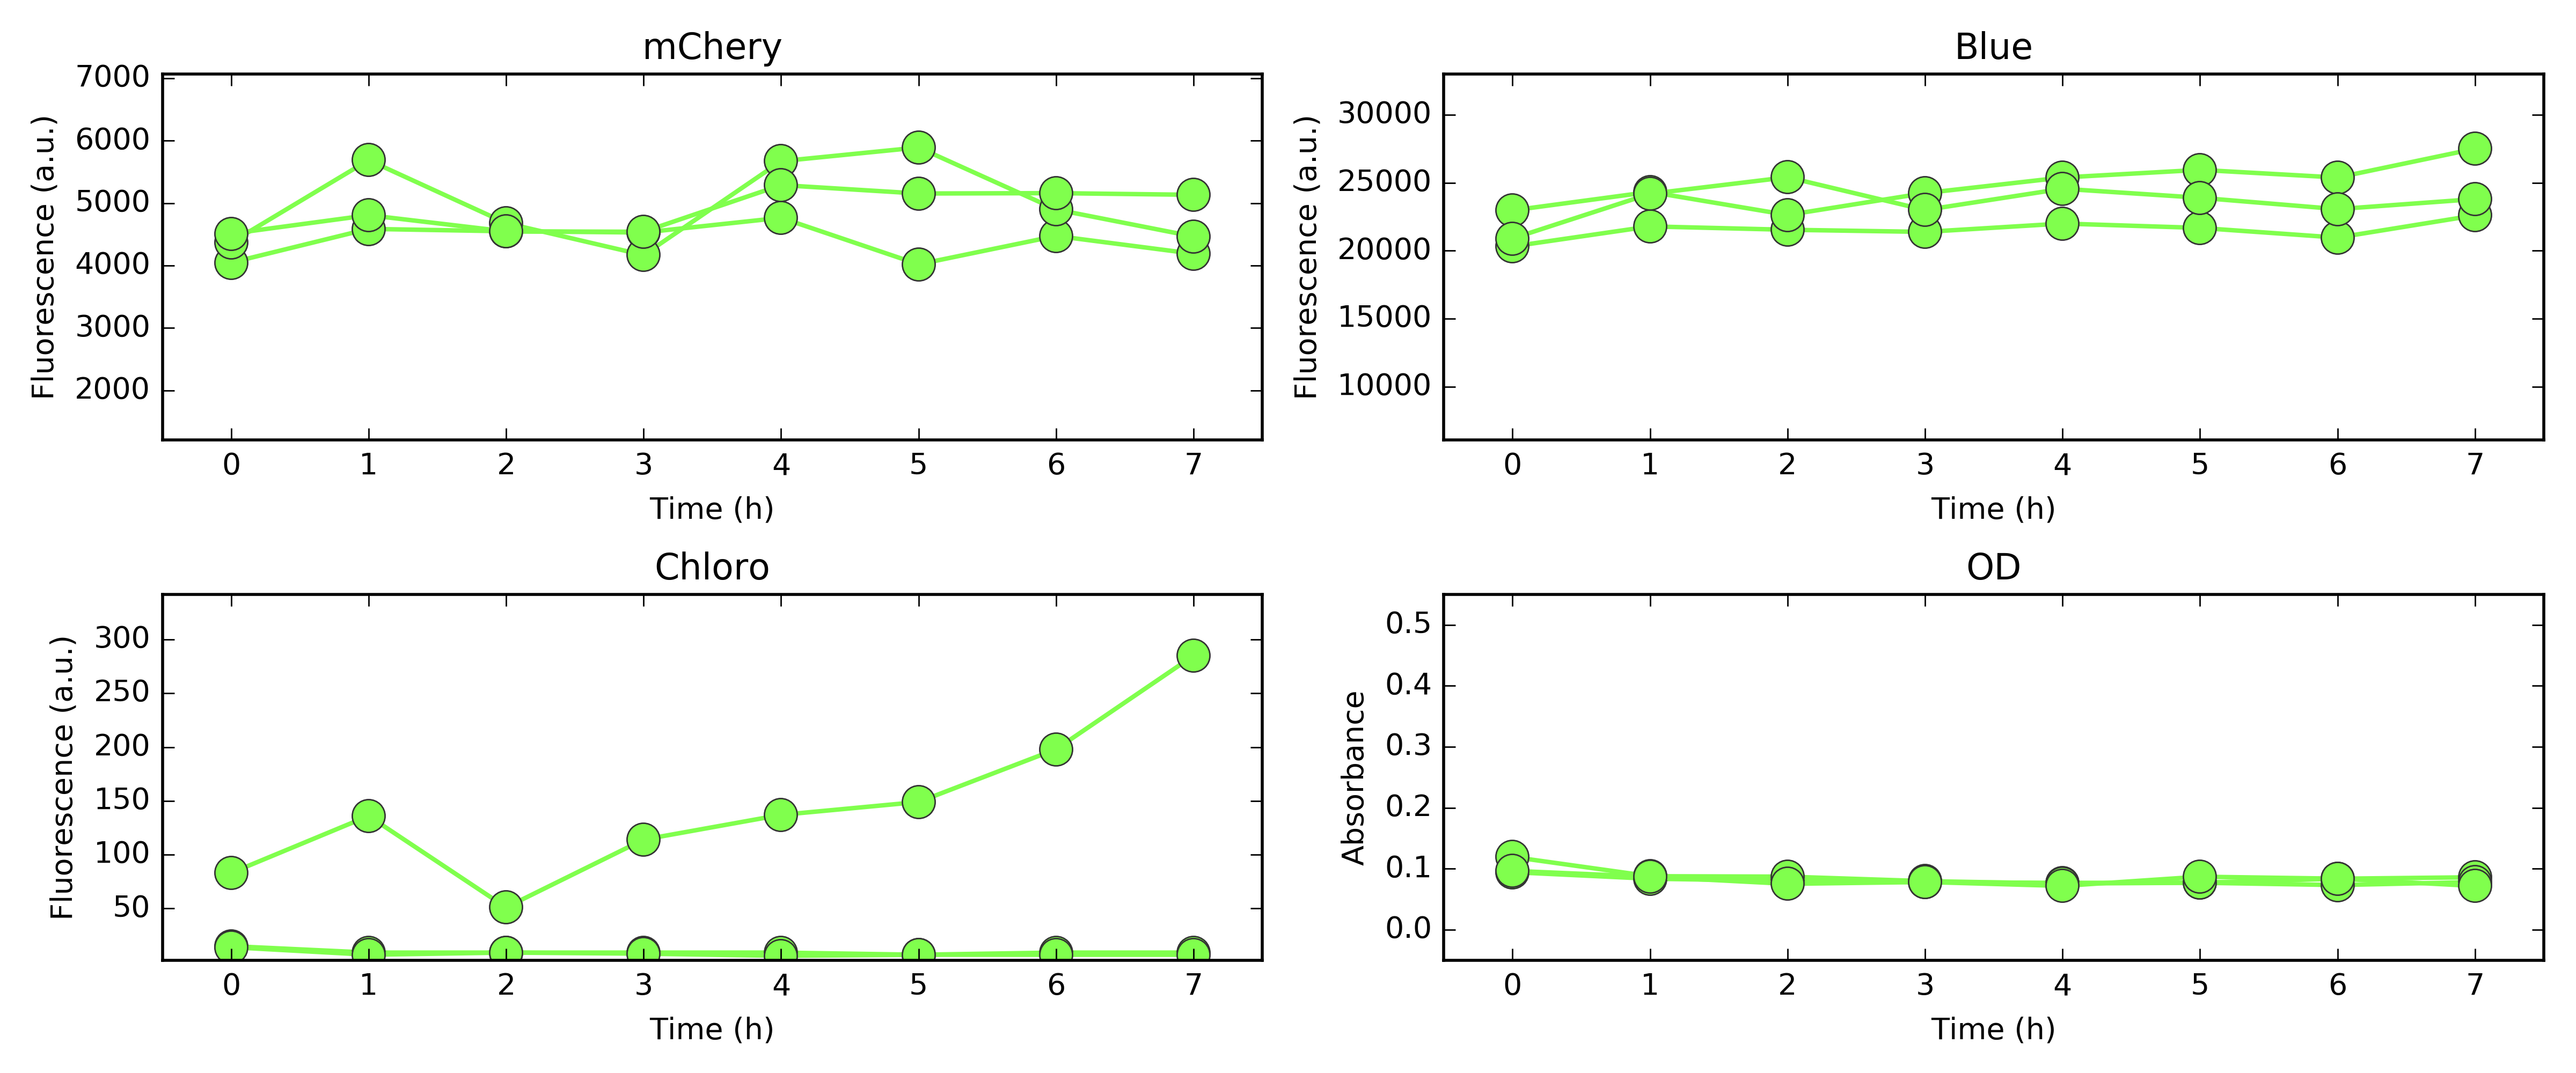 mChery
Fluorescence (a.u.)
7000
6000
5000
4000
3000
2000
0 1 2 3 4 5 6 7
Time (h)
Blue
Fluorescence (a.u.)
30000
25000
20000
15000
10000
0 1 2 3 4 5 6 7
Time (h)
Chloro
Fluorescence (a.u.)
300
250
200
150
100
50
0 1 2 3 4 5 6 7
Time (h)
OD
Absorbance
0.5
0.4
0.3
0.2
0.1
0.0
0 1 2 3 4 5 6 7
Time (h)